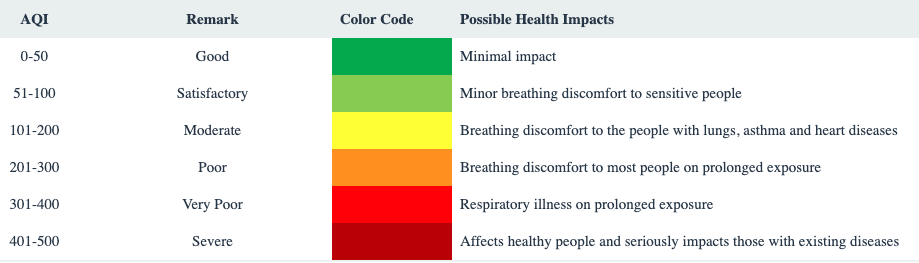 AQI Remark Color Code Possible Health Impacts
0-50 Good Minimal impact
51-100 Satisfactory Minor breathing discomfort to sensitive people
101-200 Moderate Breathing discomfort to the people with lungs, asthma and heart diseases
201-300 Poor Breathing discomfort to most people on prolonged exposure
301-400 Very Poor Respiratory illness on prolonged exposure
401-500 Severe Affects healthy people and seriously impacts those with existing diseases